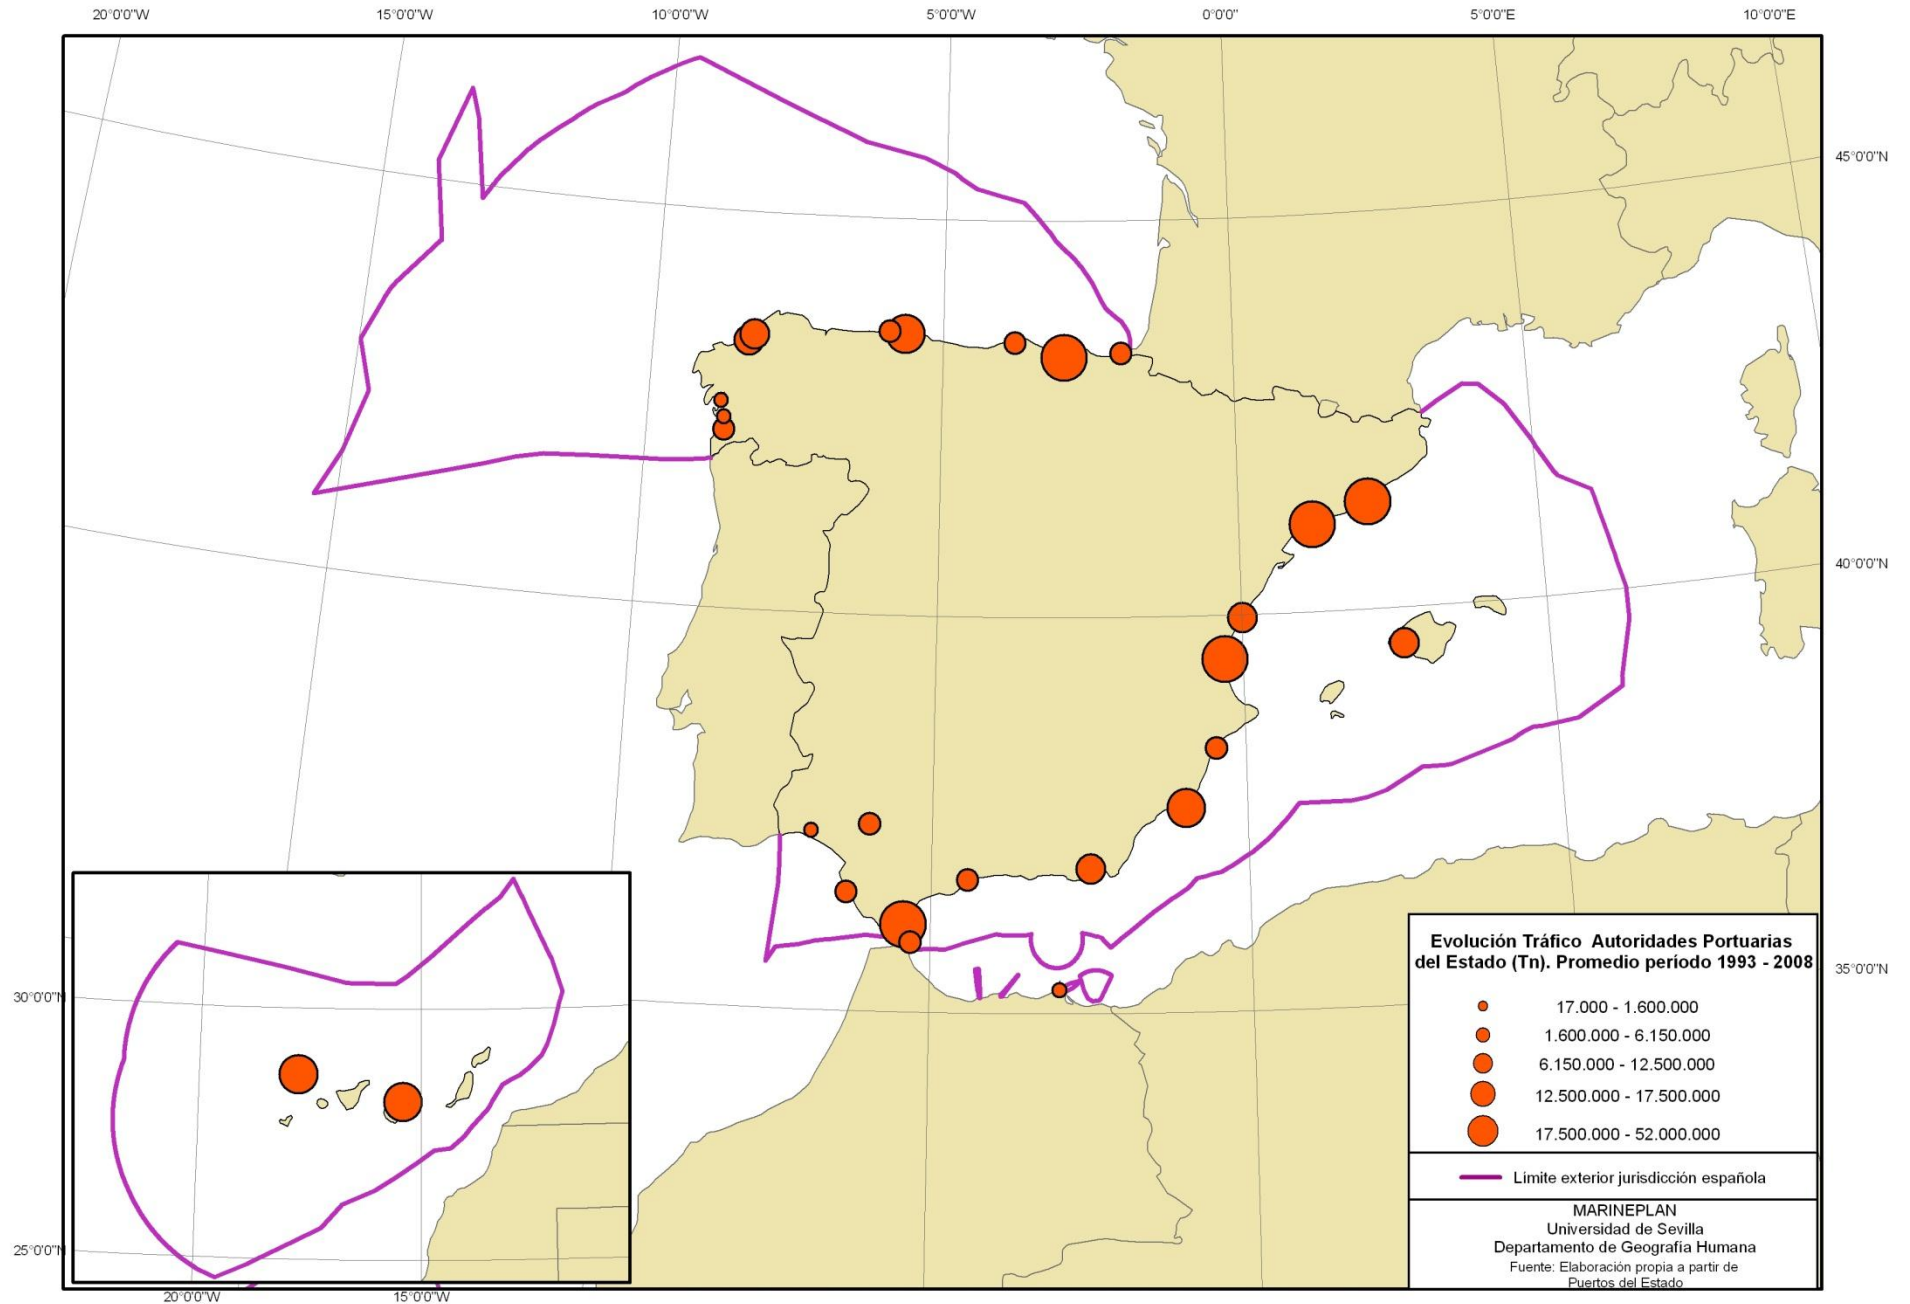 20°0'0"W 15°0'0"W 10°0'0"W 5°0'0"W 0°0'0" 5°0'0"E 10°0'0"E
45°0'0"N
40°0'0"N
35°0'0"N
30°0'0"N
25°0'0"N
20°0'0"W 15°0'0"W
Evolución Tráfico Autoridades Portuarias
del Estado (Tn). Promedio período 1993 - 2008
17.000 - 1.600.000
1.600.000 - 6.150.000
6.150.000 - 12.500.000
12.500.000 - 17.500.000
17.500.000 - 52.000.000
Limite exterior jurisdicción española
MARINEPLAN
Universidad de Sevilla
Departamento de Geografía Humana
Fuente: Elaboración propia a partir de
Puertos del Estado